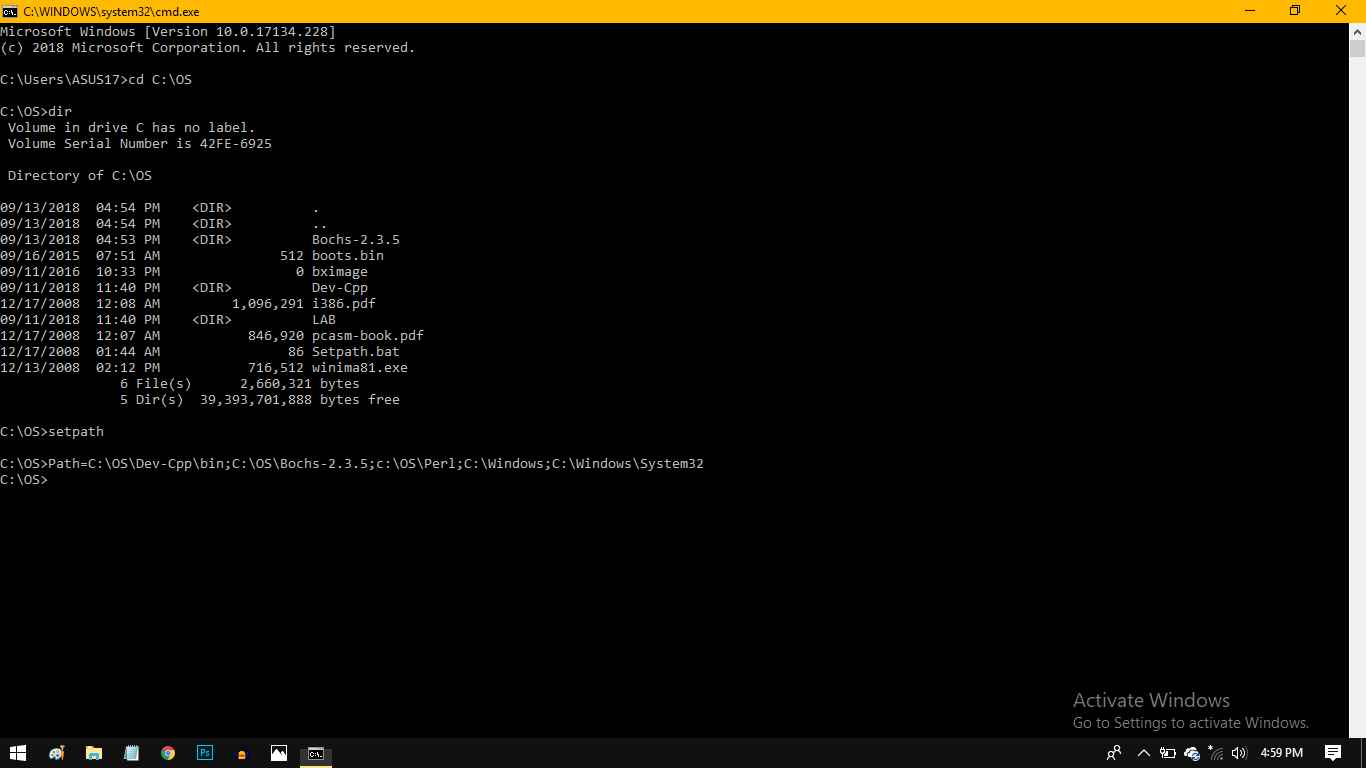 C:\WINDOWS\system32\cmd.exe
Microsoft Windows [Version 10.0.17134.228]
(c) 2018 Microsoft Corporation. All rights reserved.
C:\Users\ASUS17>cd C:\OS
C:\OS>dir
 Volume in drive C has no label.
 Volume Serial Number is 42FE-6925
 Directory of C:\OS
09/13/2018  04:54 PM    <DIR>          .
09/13/2018  04:54 PM    <DIR>          ..
09/13/2018  04:53 PM    <DIR>          Bochs-2.3.5
09/16/2015  07:51 AM               512 boots.bin
09/11/2016  10:33 PM                 0 bximage
09/11/2018  11:40 PM    <DIR>          Dev-Cpp
12/17/2008  12:08 AM         1,096,291 i386.pdf
09/11/2018  11:40 PM    <DIR>          LAB
12/17/2008  12:07 AM           846,920 pcasm-book.pdf
12/17/2008  01:44 AM                86 Setpath.bat
12/13/2008  02:12 PM           716,512 winima81.exe
               6 File(s)      2,660,321 bytes
               5 Dir(s)  39,393,701,888 bytes free
C:\OS>setpath
C:\OS>Path=C:\OS\Dev-Cpp\bin;C:\OS\Bochs-2.3.5;c:\OS\Perl;C:\Windows;C:\Windows\System32
C:\OS>
Activate Windows
Go to Settings to activate Windows.
Ps
4:59 PM